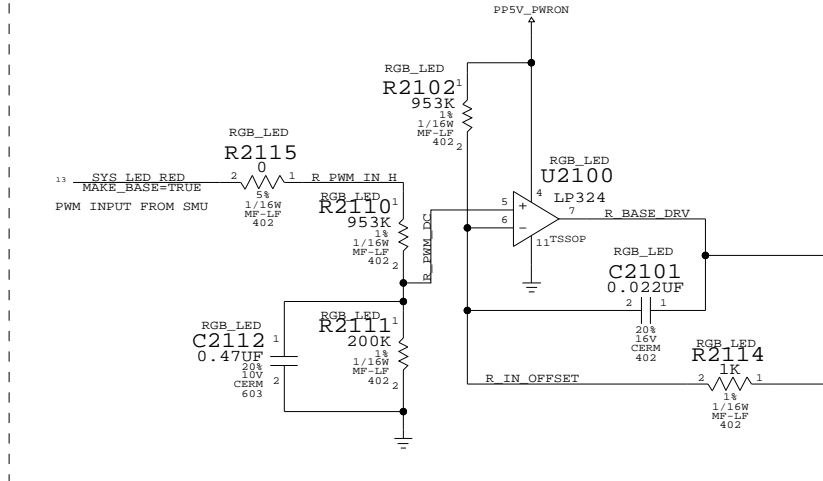 PP5V_PWRON
RGB_LED
R2102
1
953K
1%
1/16W
MF-LF
402
2
RGB_LED
R2115
0
13 SYS_LED_RED 2 1 R_PWM_IN_H
MAKE_BASE=TRUE
PWM INPUT FROM SMU
5%
1/16W
MF-LF
402
RGB_LED
R2110
1
953K
1%
1/16W
MF-LF
402
2
R_PWM_DC
RGB_LED
U2100
4
LP324
5
+
6
-
7
R_BASE_DRV
11
TSSOP
RGB_LED
C2101
0.022UF
2 1
20%
16V
CERM
402
RGB_LED
C2112
1
0.47UF
20%
10V
CERM
603
2
RGB_LED
R2111
1
200K
1%
1/16W
MF-LF
402
2
RGB_LED
R2114
1K
R_IN_OFFSET 2 1
1%
1/16W
MF-LF
402